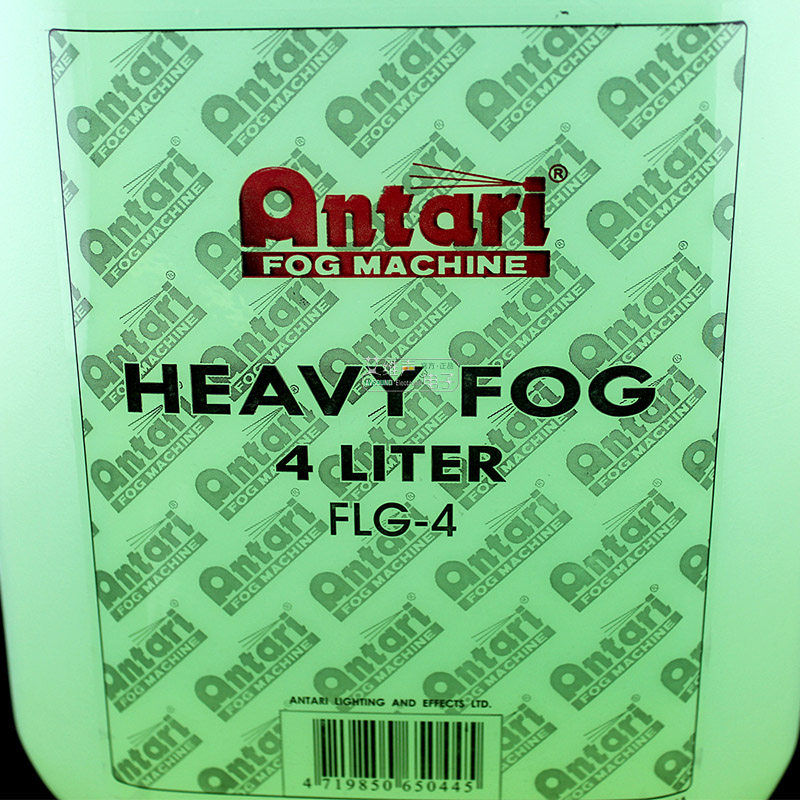 Antari®
FOG MACHINE
HEAVY FOG
4 LITER
FLG-4
ANTARI LIGHTING AND EFFECTS LTD.
4 719850 650445